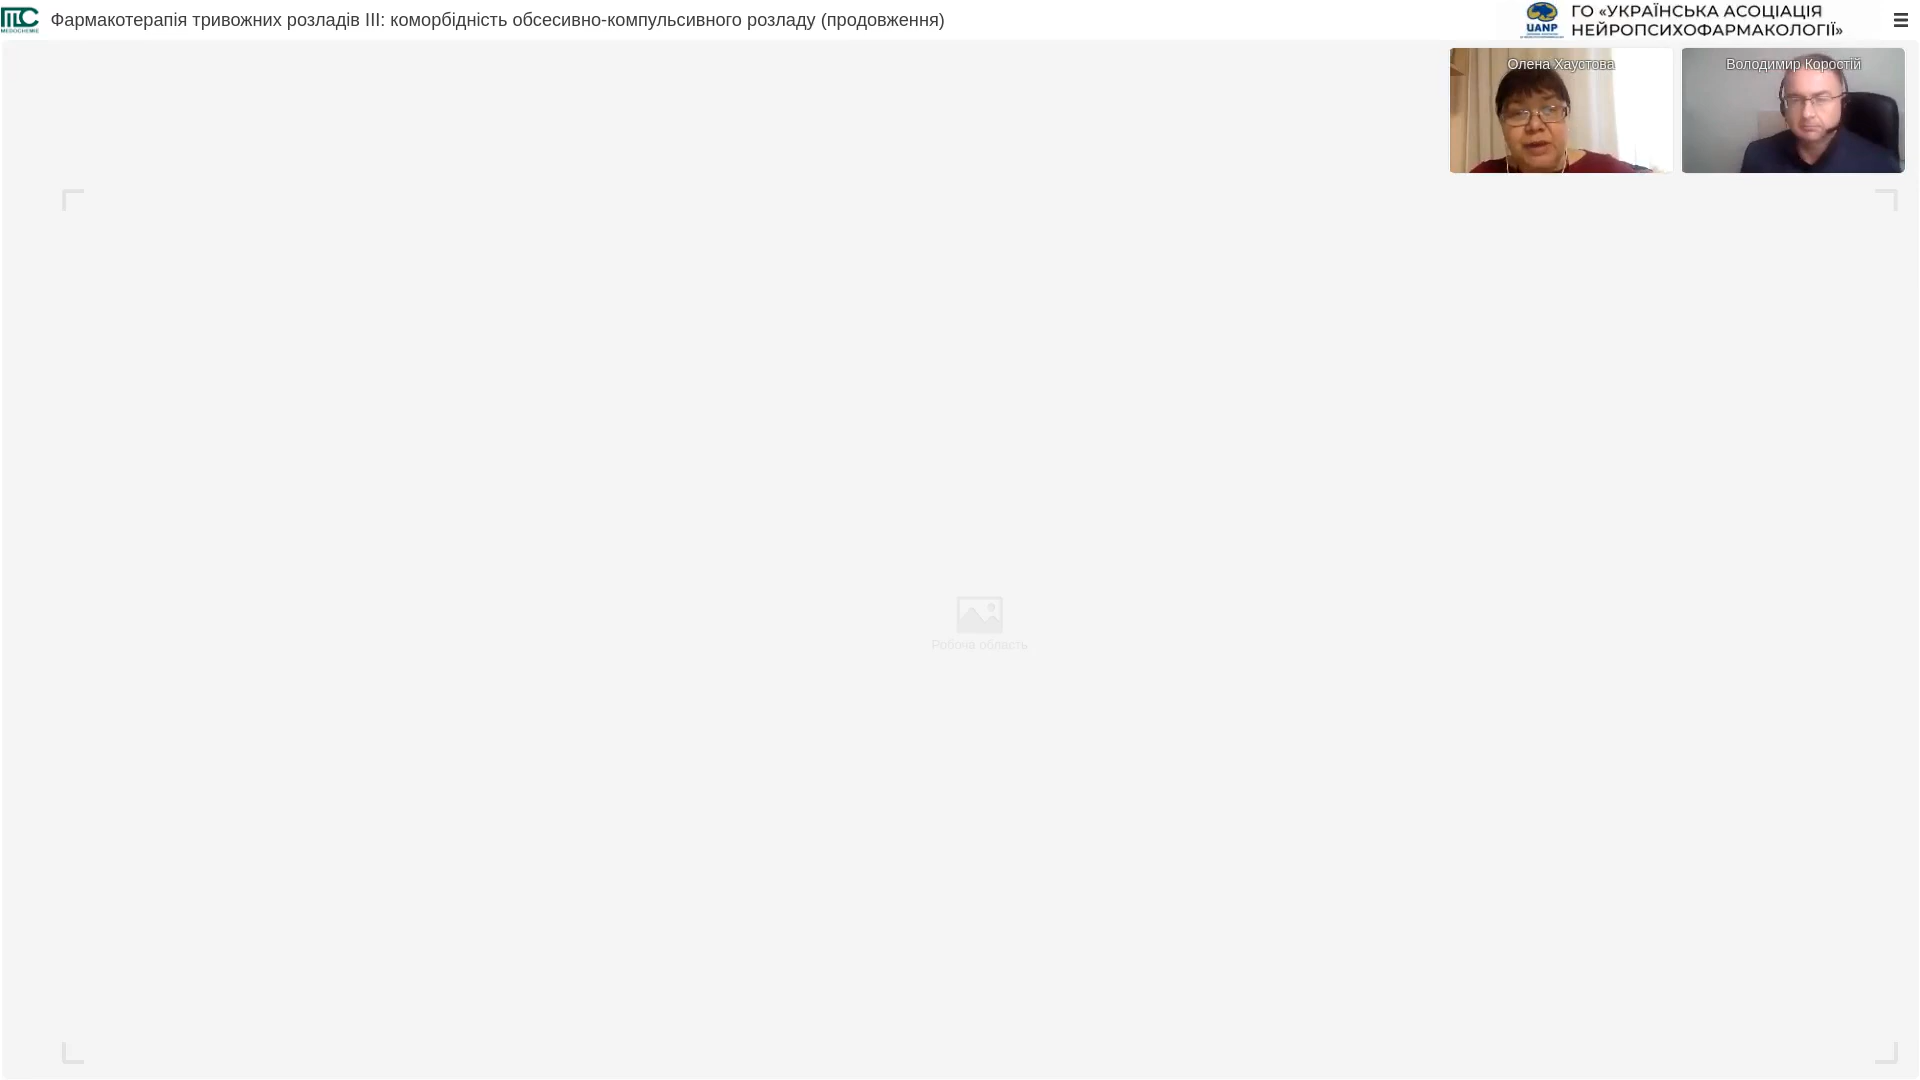 MEDOCHEMIE
Фармакотерапія тривожних розладів III: коморбідність обсесивно-компульсивного розладу (продовження)
UANP
ГО «УКРАЇНСЬКА АСОЦІАЦІЯ
НЕЙРОПСИХОФАРМАКОЛОГІЇ»
Олена Хаустова
Володимир Коростій
Робоча область